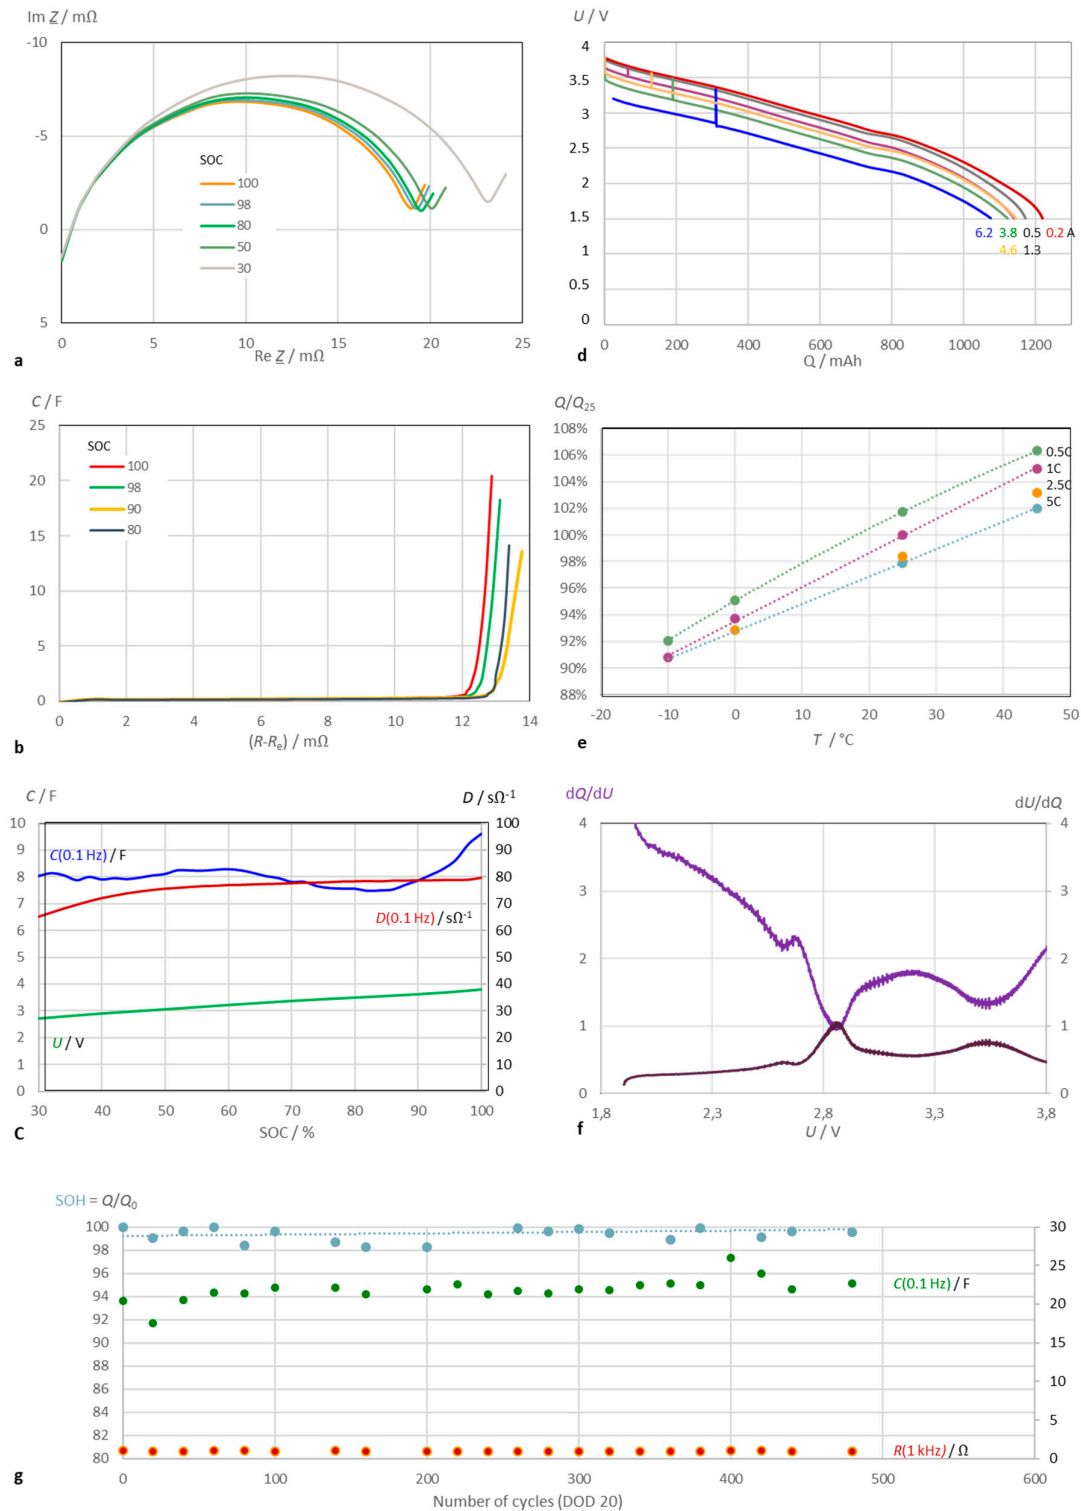 Im Z / mΩ
-10
-5
0
5
SOC
100
98
80
50
30
0 5 10 15 20 25
Re Z / mΩ
a
U / V
4
3.5
3
2.5
2
1.5
1
0.5
0
6.2 3.8 0.5 0.2 A
4.6 1.3
0 200 400 600 800 1000 1200
Q / mAh
d
C / F
25
20
15
10
5
0
SOC
100
98
90
80
0 2 4 6 8 10 12 14
(R-Re) / mΩ
b
Q/Q25
108%
106%
104%
102%
100%
98%
96%
94%
92%
90%
88%
0.5C
1C
2.5C
5C
-20 -10 0 10 20 30 40 50
T / °C
e
C / F
D / sΩ-1
10
9
8
7
6
5
4
3
2
1
0
100
90
80
70
60
50
40
30
20
10
0
C(0.1 Hz) / F
D(0.1 Hz) / sΩ-1
U / V
30 40 50 60 70 80 90 100
SOC / %
C
dQ/dU
dU/dQ
4
3
2
1
0
4
3
2
1
0
1,8 2,3 2,8 3,3 3,8
U / V
f
SOH = Q/Q0
100
98
96
94
92
90
88
86
84
82
80
30
25
20
15
10
5
0
C(0.1 Hz) / F
R(1 kHz) / Ω
0 100 200 300 400 500 600
Number of cycles (DOD 20)
g